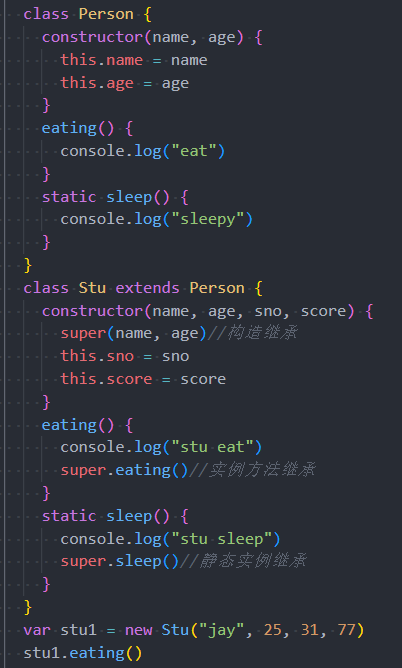 class Person {
  constructor(name, age) {
    this.name = name
    this.age = age
  }
  eating() {
    console.log("eat")
  }
  static sleep() {
    console.log("sleepy")
  }
}
class Stu extends Person {
  constructor(name, age, sno, score) {
    super(name, age)//构造继承
    this.sno = sno
    this.score = score
  }
  eating() {
    console.log("stu eat")
    super.eating()//实例方法继承
  }
  static sleep() {
    console.log("stu sleep")
    super.sleep()//静态实例继承
  }
}
var stu1 = new Stu("jay", 25, 31, 77)
stu1.eating()